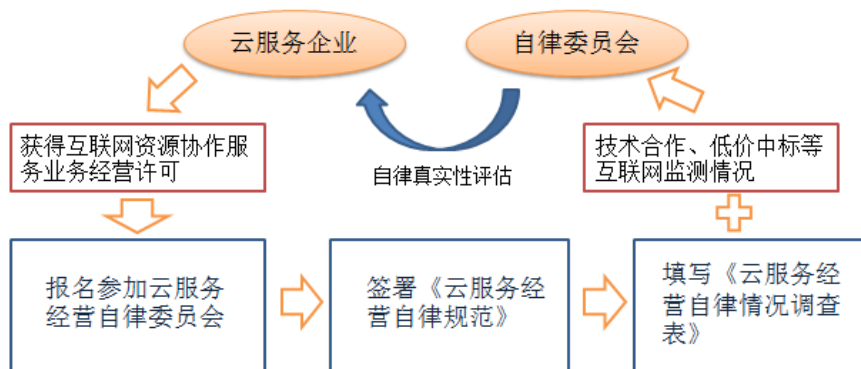 云服务企业
自律委员会
获得互联网资源协作服
务业务经营许可
自律真实性评估
技术合作、低价中标等
互联网监测情况
报名参加云服务
经营自律委员会
签署《云服务经
营自律规范》
填写《云服务经
营自律情况调查
表》